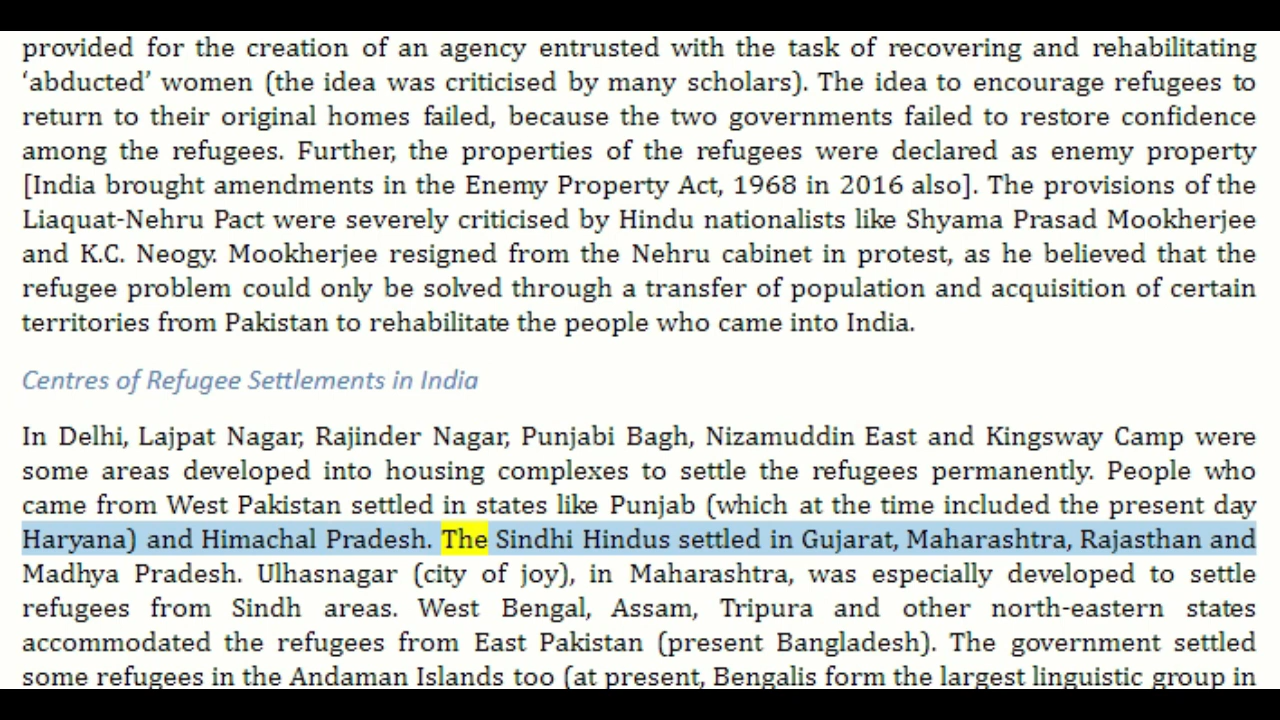 provided for the creation of an agency entrusted with the task of recovering and rehabilitating
‘abducted’ women (the idea was criticised by many scholars). The idea to encourage refugees to
return to their original homes failed, because the two governments failed to restore confidence
among the refugees. Further, the properties of the refugees were declared as enemy property
[India brought amendments in the Enemy Property Act, 1968 in 2016 also]. The provisions of the
Liaquat-Nehru Pact were severely criticised by Hindu nationalists like Shyama Prasad Mookherjee
and K.C. Neogy. Mookherjee resigned from the Nehru cabinet in protest, as he believed that the
refugee problem could only be solved through a transfer of population and acquisition of certain
territories from Pakistan to rehabilitate the people who came into India.
Centres of Refugee Settlements in India
In Delhi, Lajpat Nagar, Rajinder Nagar, Punjabi Bagh, Nizamuddin East and Kingsway Camp were
some areas developed into housing complexes to settle the refugees permanently. People who
came from West Pakistan settled in states like Punjab (which at the time included the present day
Haryana) and Himachal Pradesh. The Sindhi Hindus settled in Gujarat, Maharashtra, Rajasthan and
Madhya Pradesh. Ulhasnagar (city of joy), in Maharashtra, was especially developed to settle
refugees from Sindh areas. West Bengal, Assam, Tripura and other north-eastern states
accommodated the refugees from East Pakistan (present Bangladesh). The government settled
some refugees in the Andaman Islands too (at present, Bengalis form the largest linguistic group in